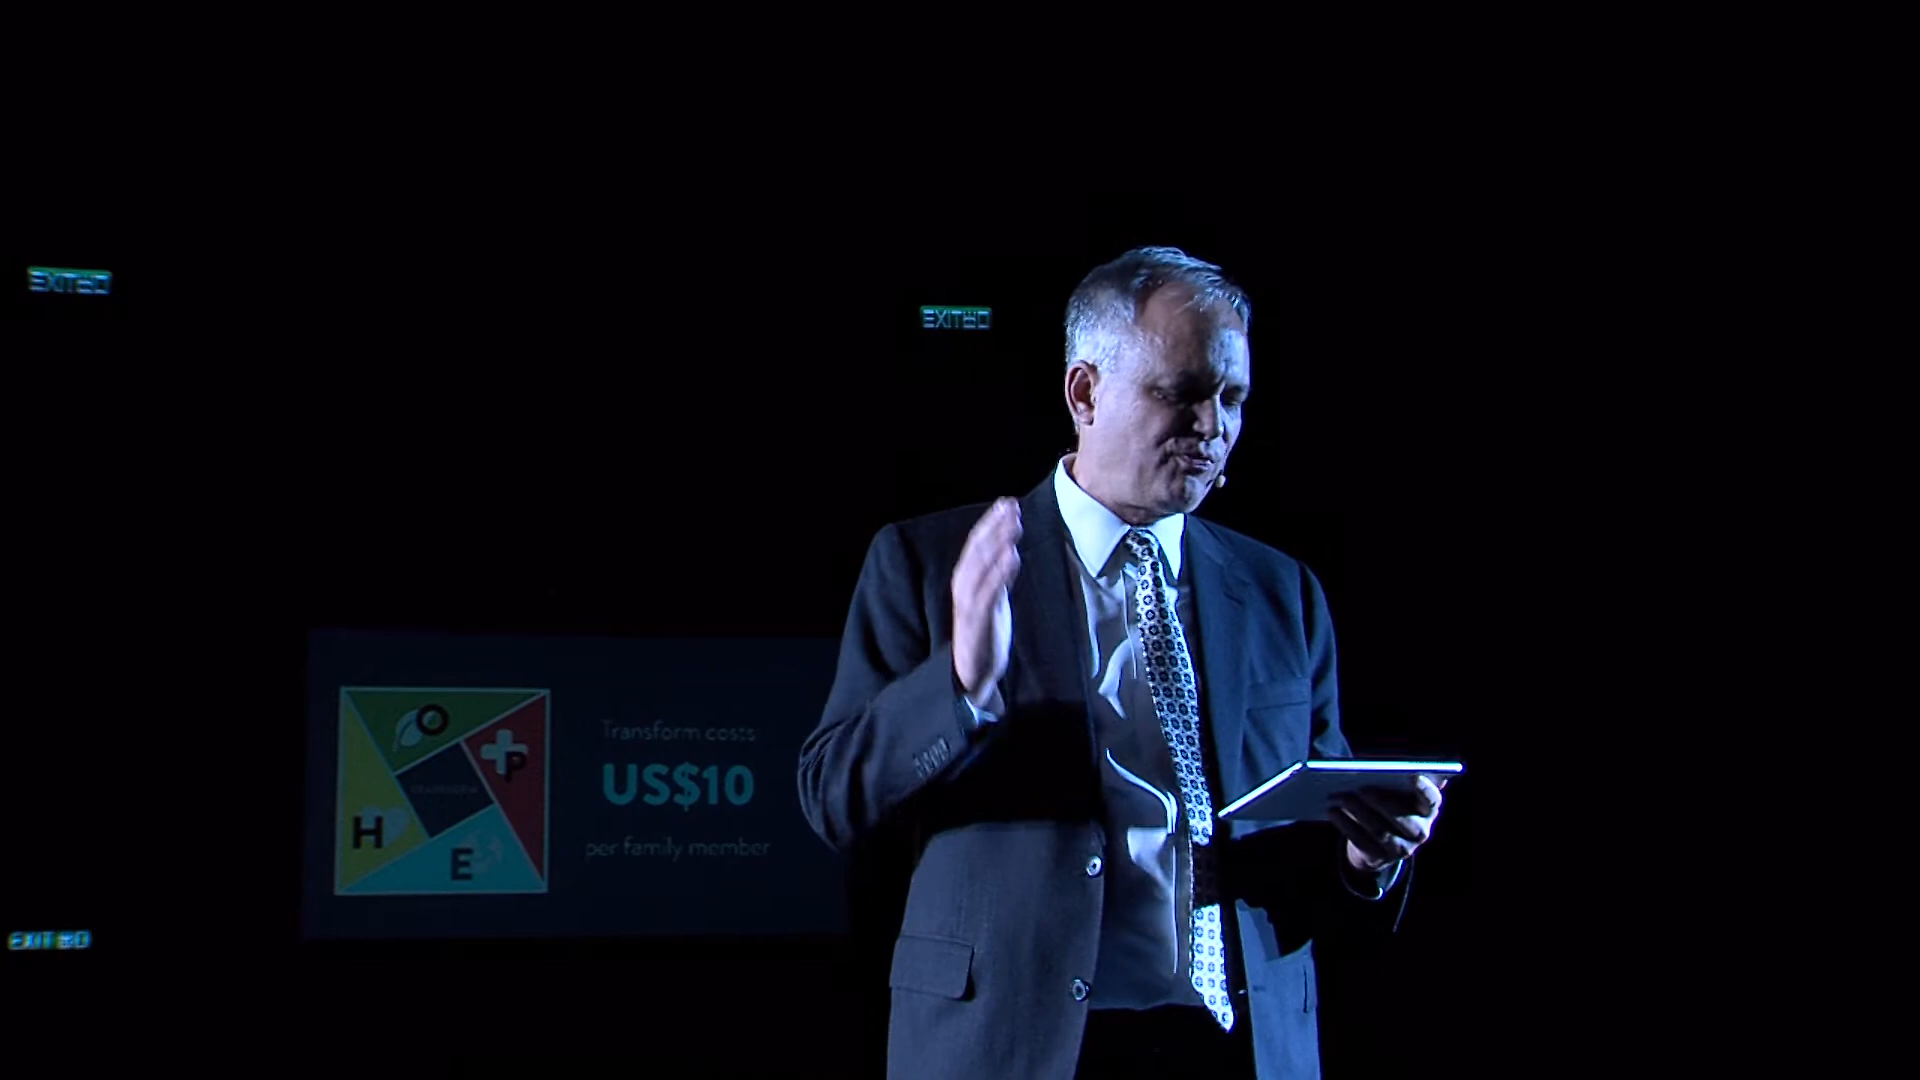 EXIT
EXIT
O
P
H
E
Transform costs
US$10
per family member
EXIT